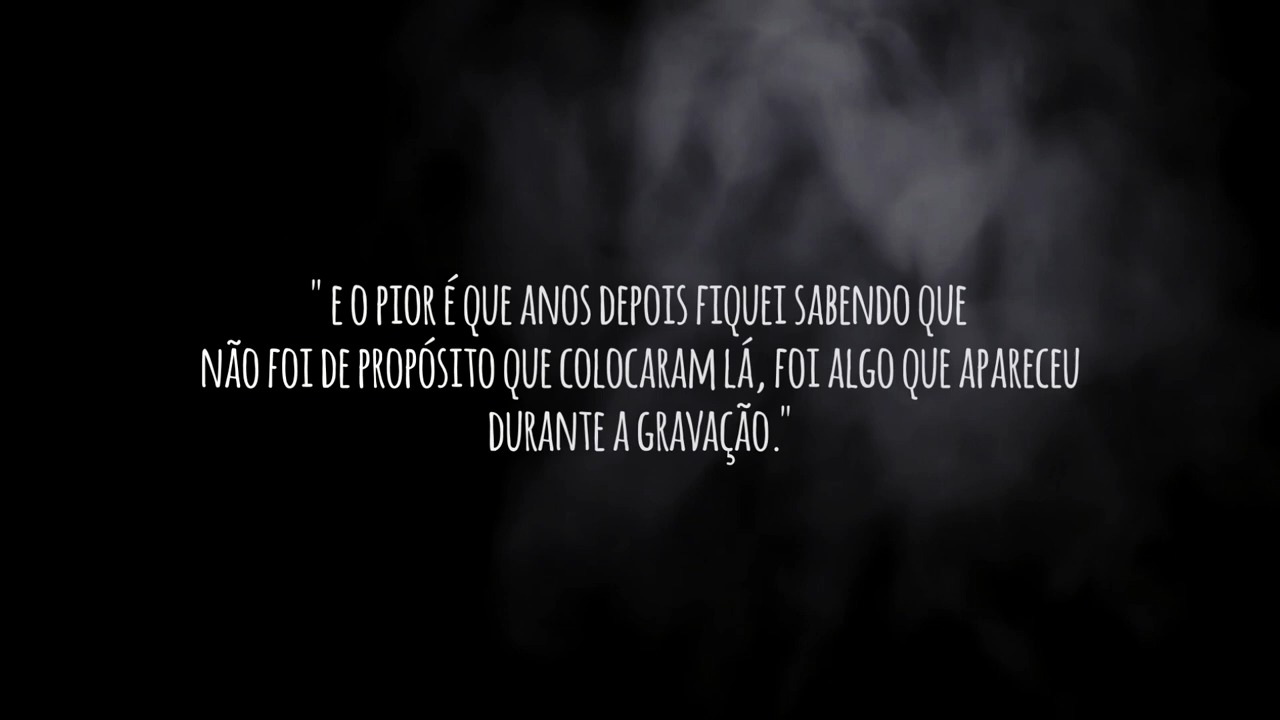 " E O PIOR É QUE ANOS DEPOIS FIQUEI SABENDO QUE
NÃO FOI DE PROPÓSITO QUE COLOCARAM LÁ, FOI ALGO QUE APARECEU
DURANTE A GRAVAÇÃO."